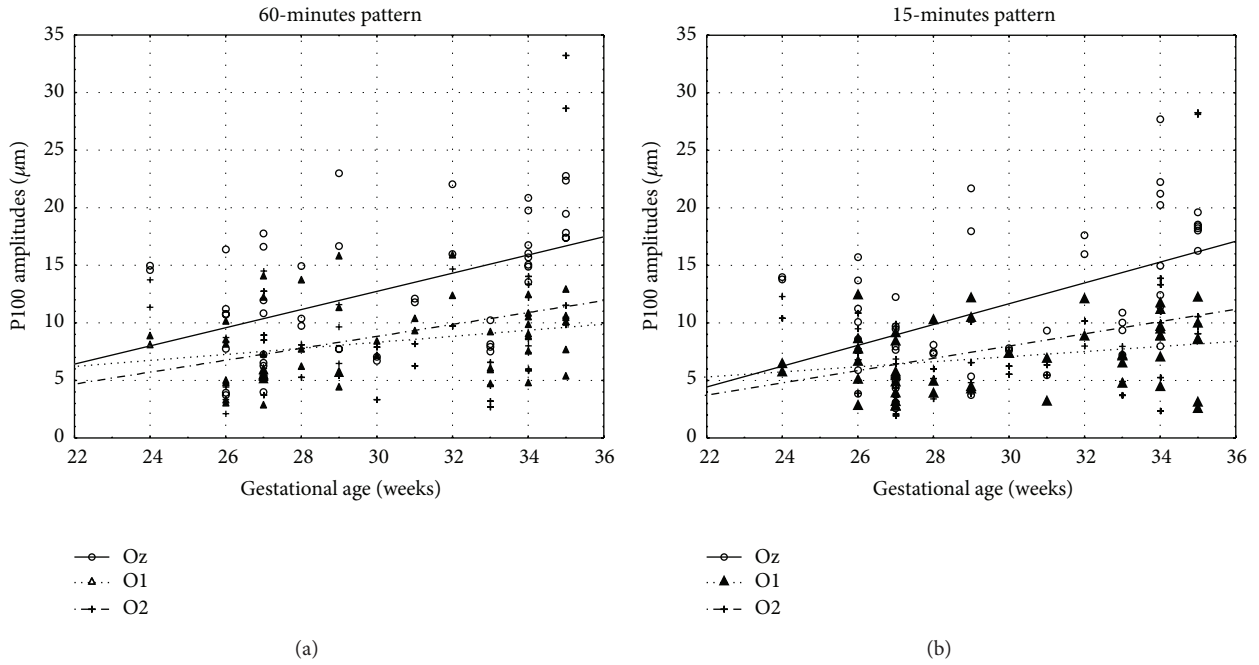 60-minutes pattern
35
30
25
20
15
10
5
0
P100 amplitudes (μm)
22 24 26 28 30 32 34 36
Gestational age (weeks)
Oz
O1
O2
(a)
15-minutes pattern
35
30
25
20
15
10
5
0
P100 amplitudes (μm)
22 24 26 28 30 32 34 36
Gestational age (weeks)
Oz
O1
O2
(b)